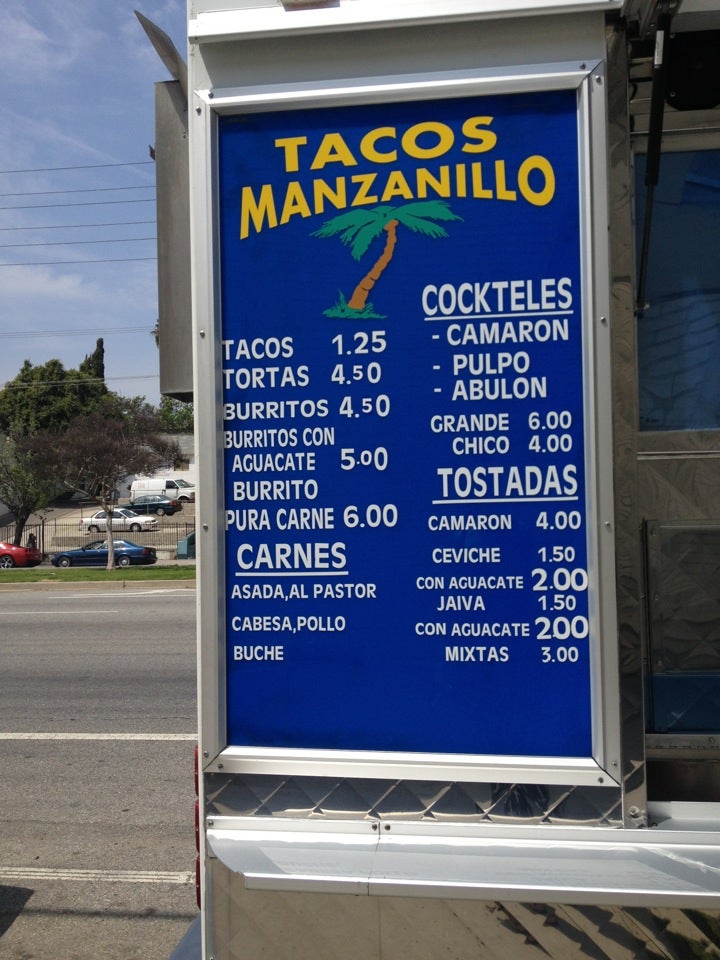 TACOS
MANZANILLO
TACOS 1.25
TORTAS 4.50
BURRITOS 4.50
BURRITOS CON
AGUACATE 5.00
BURRITO
PURA CARNE 6.00
CARNES
ASADA,AL PASTOR
CABESA,POLLO
BUCHE
COCKTELES
- CAMARON
- PULPO
- ABULON
GRANDE 6.00
CHICO 4.00
TOSTADAS
CAMARON 4.00
CEVICHE 1.50
CON AGUACATE 2.00
JAIVA 1.50
CON AGUACATE 2.00
MIXTAS 3.00